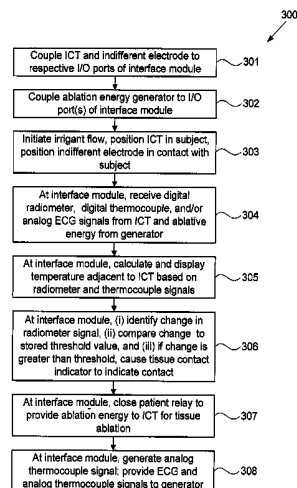 300
Couple ICT and indifferent electrode to
respective I/O ports of interface module
301
Couple ablation energy generator to I/O
port(s) of interface module
302
Initiate irrigant flow, position ICT in subject,
position indifferent electrode in contact with
subject
303
At interface module, receive digital
radiometer, digital thermocouple, and/or
analog ECG signals from ICT and ablative
energy from generator
304
At interface module, calculate and display
temperature adjacent to ICT based on
radiometer and thermocouple signals
305
At interface module, (i) identify change in
radiometer signal, (ii) compare change to
stored threshold value, and (iii) if change is
greater than threshold, cause tissue contact
indicator to indicate contact
306
At interface module, close patient relay to
provide ablation energy to ICT for tissue
ablation
307
At interface module, generate analog
thermocouple signal; provide ECG and
analog thermocouple signals to generator
308